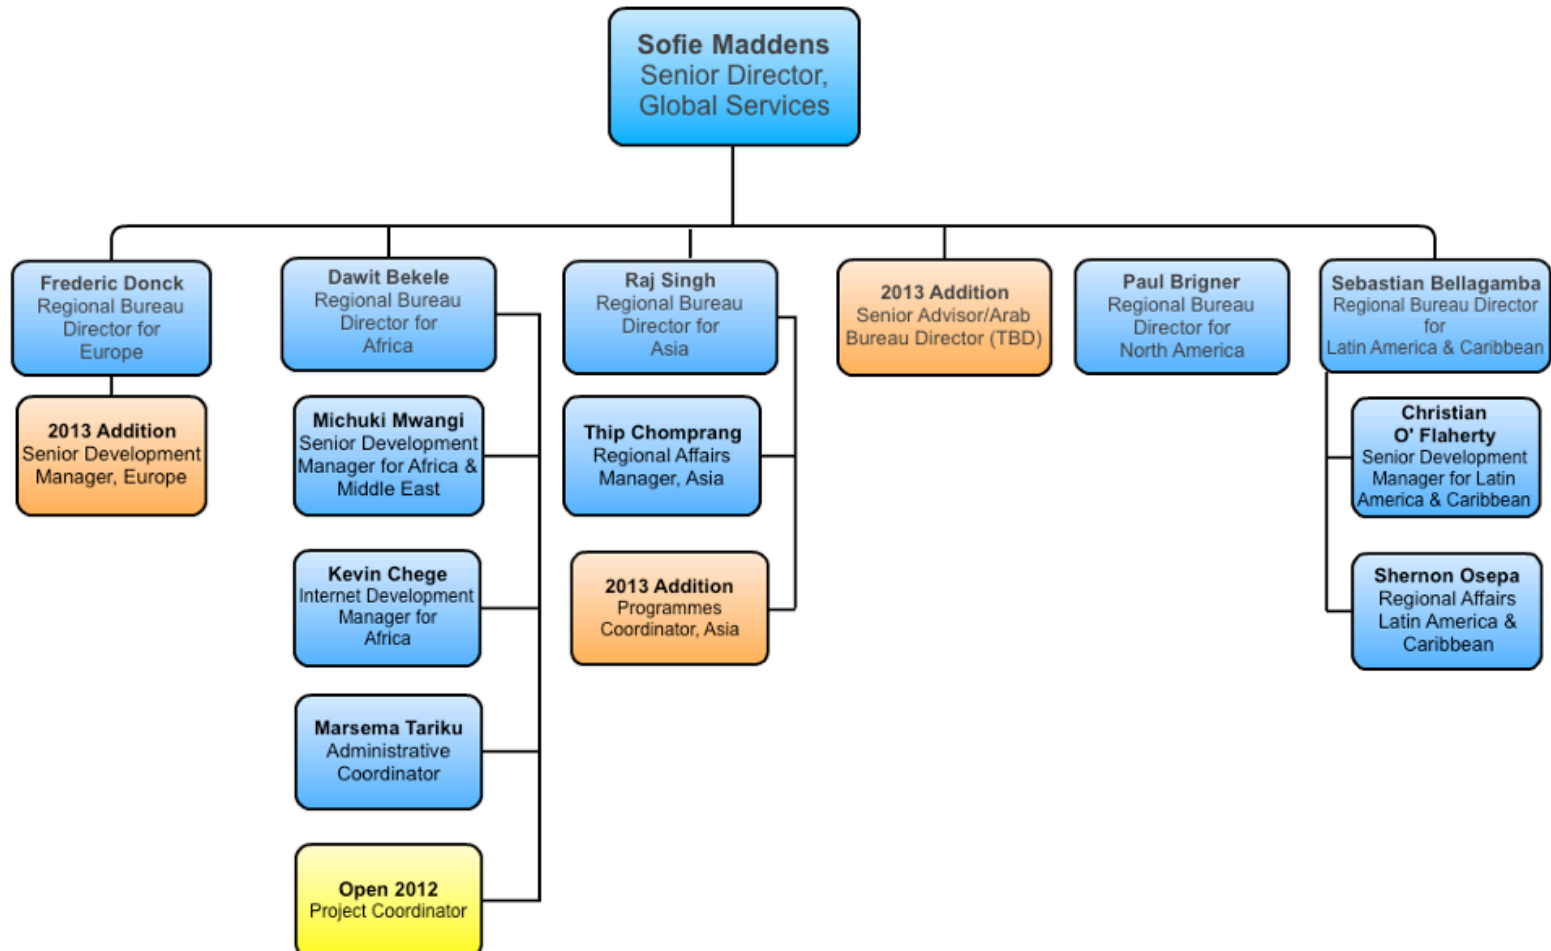 Sofie Maddens
Senior Director,
Global Services
Frederic Donck
Regional Bureau
Director for
Europe
2013 Addition
Senior Development
Manager, Europe
Dawit Bekele
Regional Bureau
Director for
Africa
Michuki Mwangi
Senior Development
Manager for Africa &
Middle East
Kevin Chege
Internet Development
Manager for
Africa
Marsema Tariku
Administrative
Coordinator
Open 2012
Project Coordinator
Raj Singh
Regional Bureau
Director for
Asia
Thip Chomprang
Regional Affairs
Manager, Asia
2013 Addition
Programmes
Coordinator, Asia
2013 Addition
Senior Advisor/Arab
Bureau Director (TBD)
Paul Brigner
Regional Bureau
Director for
North America
Sebastian Bellagamba
Regional Bureau Director
for
Latin America & Caribbean
Christian
O' Flaherty
Senior Development
Manager for Latin
America & Caribbean
Shernon Osepa
Regional Affairs
Latin America &
Caribbean